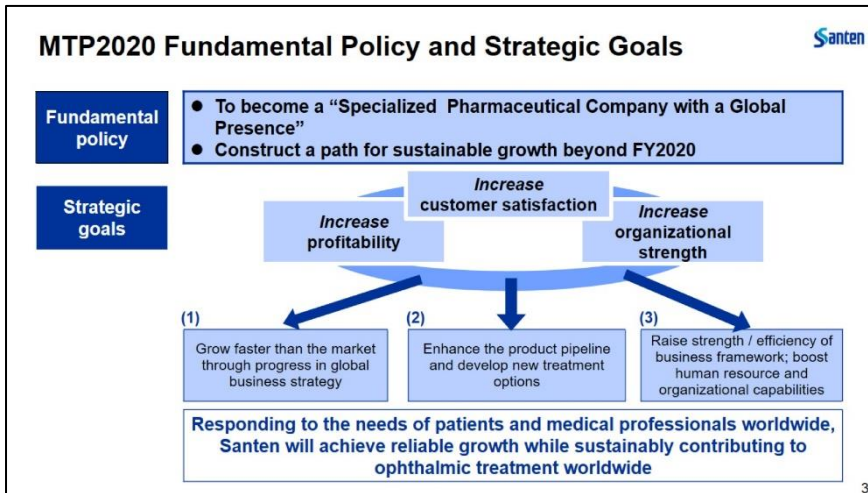 MTP2020 Fundamental Policy and Strategic Goals
Santen
Fundamental
policy
● To become a “Specialized Pharmaceutical Company with a Global
Presence”
● Construct a path for sustainable growth beyond FY2020
Strategic
goals
Increase
profitability
Increase
customer satisfaction
Increase
organizational
strength
(1)
Grow faster than the market
through progress in global
business strategy
(2)
Enhance the product pipeline
and develop new treatment
options
(3)
Raise strength / efficiency of
business framework; boost
human resource and
organizational capabilities
Responding to the needs of patients and medical professionals worldwide,
Santen will achieve reliable growth while sustainably contributing to
ophthalmic treatment worldwide
3